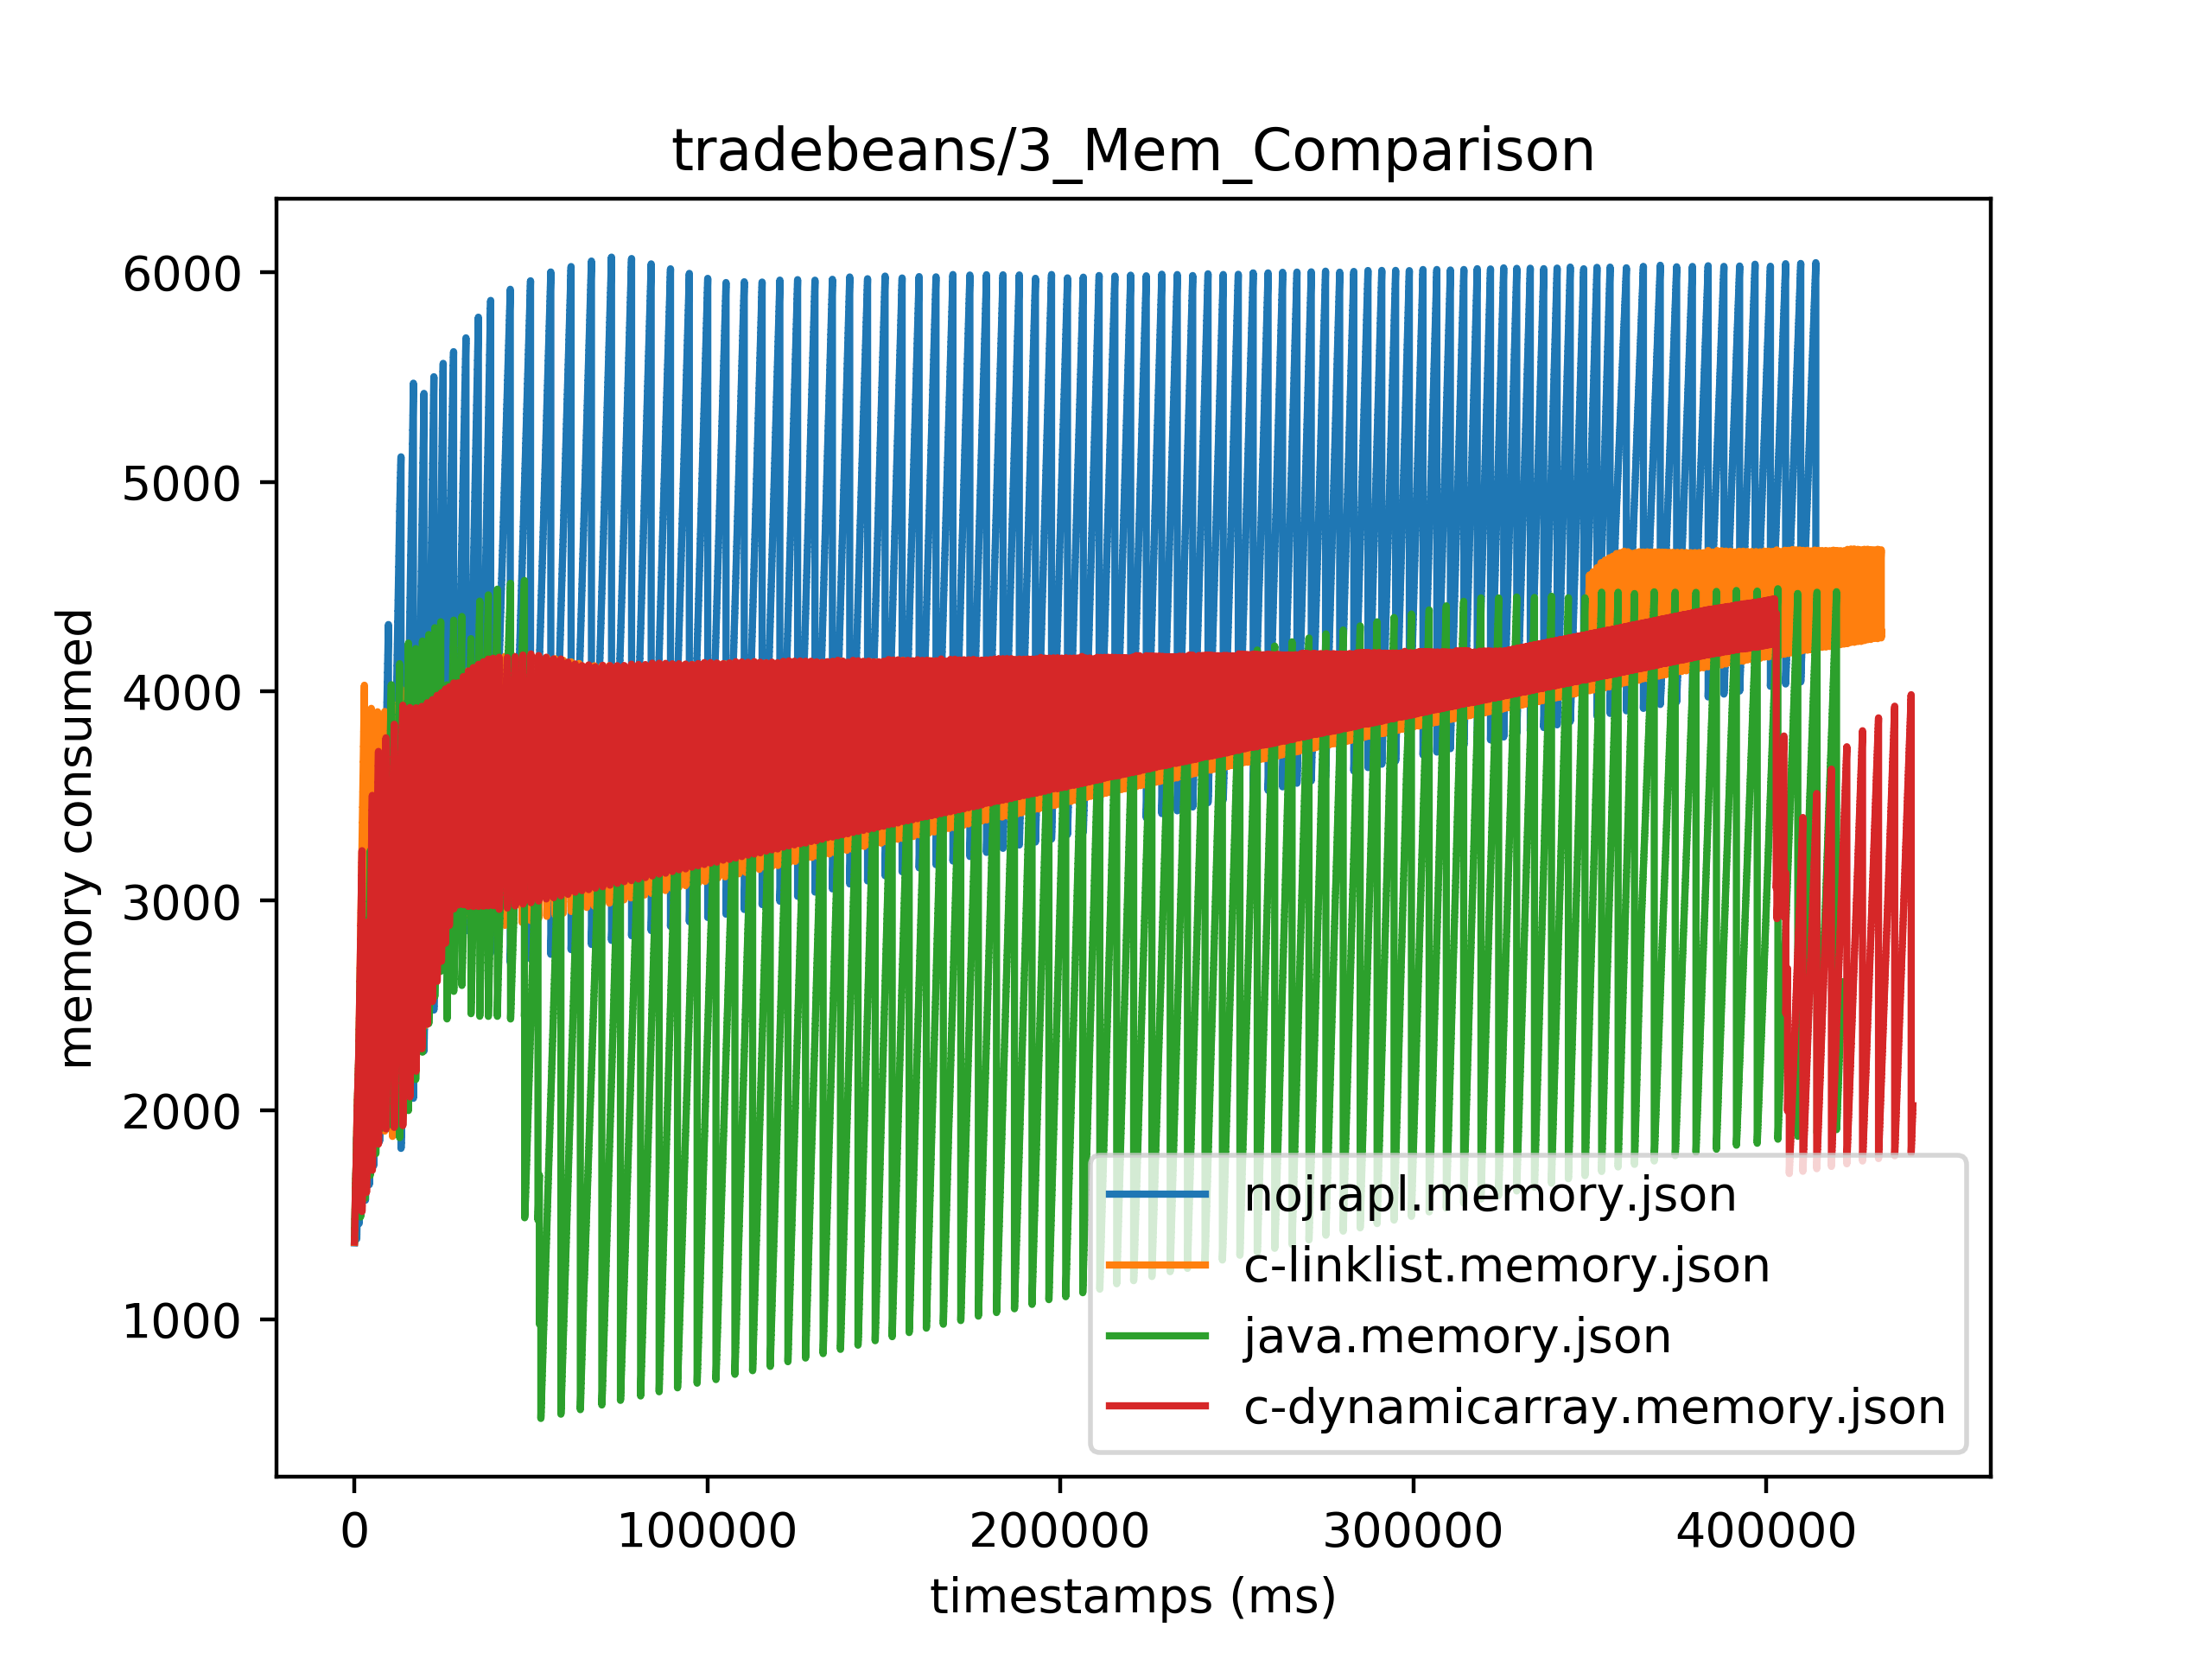 tradebeans/3_Mem_Comparison
memory consumed
6000
5000
4000
3000
2000
1000
nojrapl.memory.json
c-linklist.memory.json
java.memory.json
c-dynamicarray.memory.json
0 100000 200000 300000 400000
timestamps (ms)